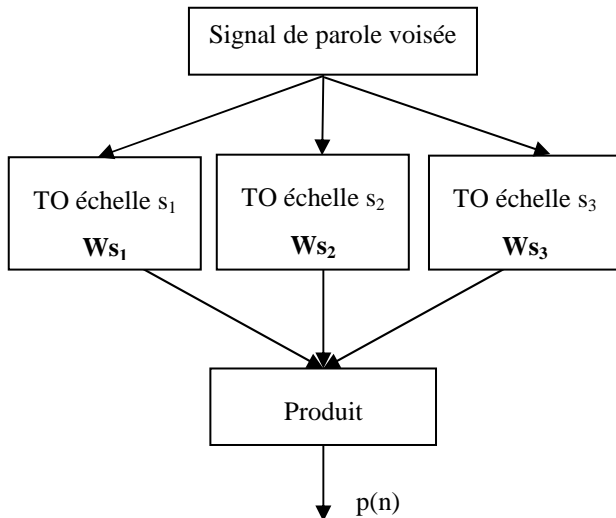 Signal de parole voisée
TO échelle s₁
Ws₁
TO échelle s₂
Ws₂
TO échelle s₃
Ws₃
Produit
p(n)